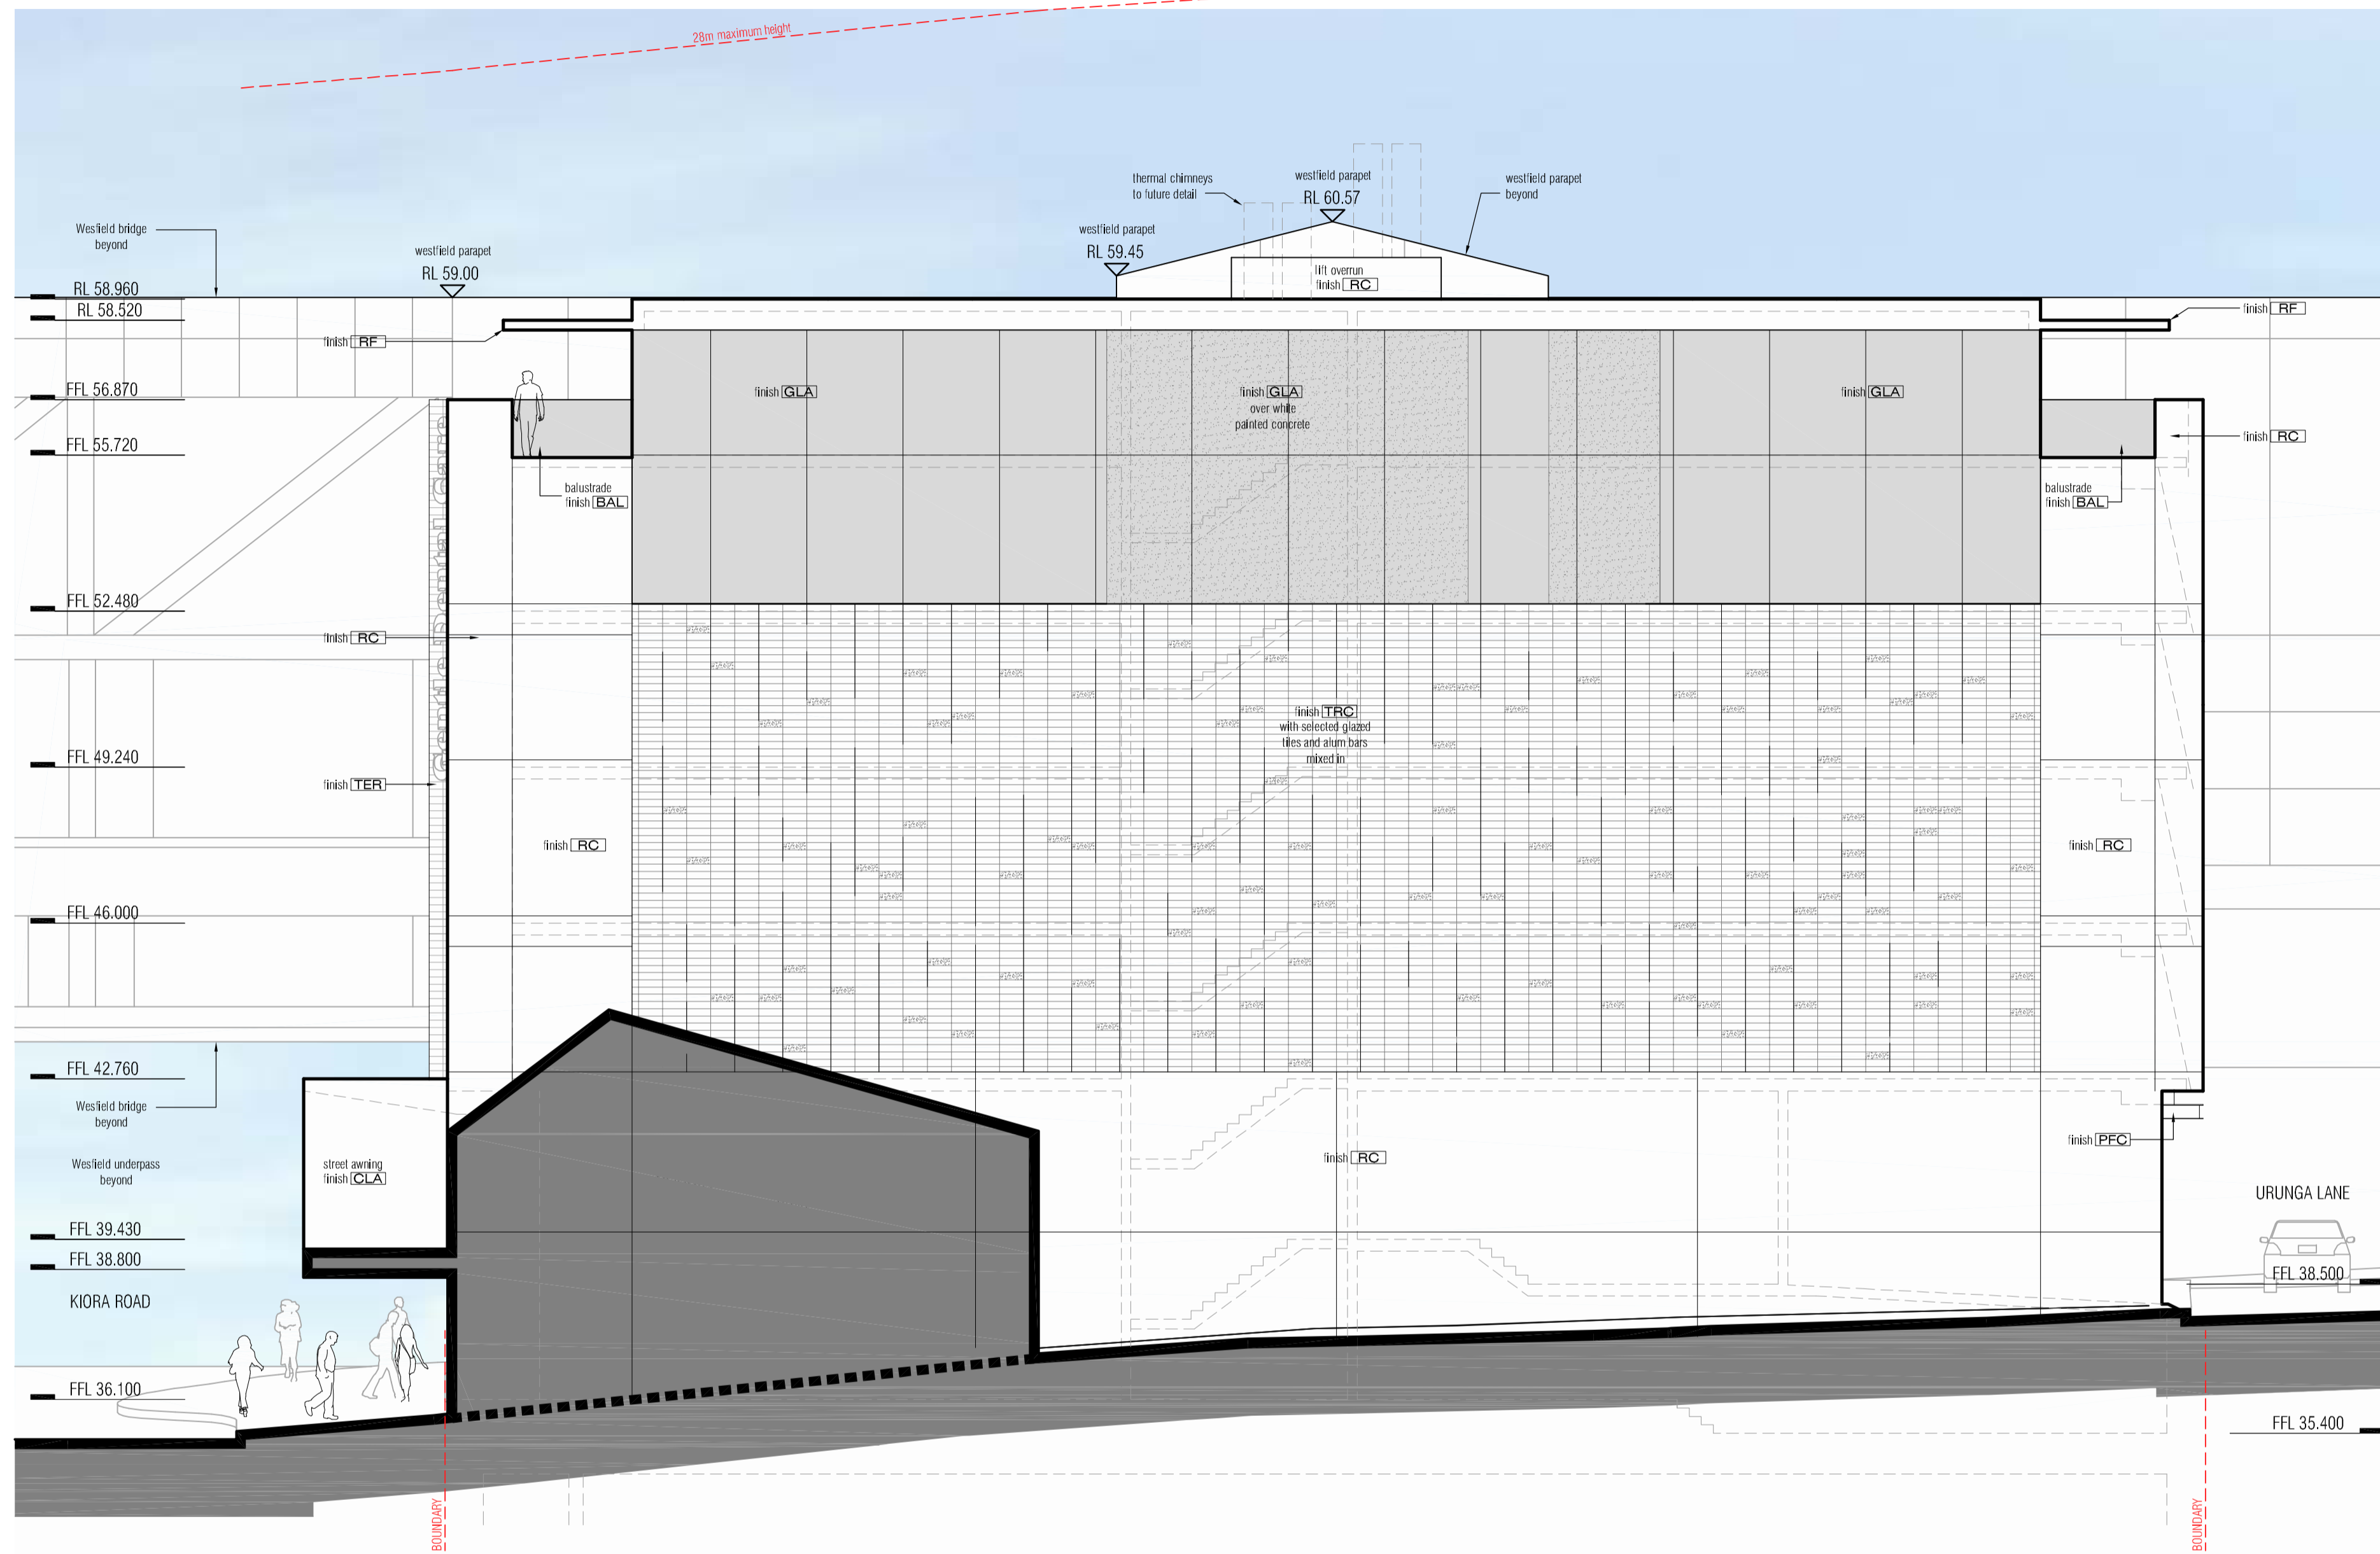 28m maximum height
thermal chimneys
to future detail
westfield parapet
RL 60.57
westfield parapet
beyond
Wesfield bridge
beyond
westfield parapet
RL 59.00
westfield parapet
RL 59.45
lift overrun
finish RC
RL 58.960
RL 58.520
finish RF
finish RF
FFL 56.870
finish GLA
finish GLA
over white
painted concrete
finish GLA
FFL 55.720
finish RC
balustrade
finish BAL
balustrade
finish BAL
FFL 52.480
finish RC
finish TRC
with selected glazed
tiles and alum bars
mixed in
FFL 49.240
finish TER
finish RC
finish RC
FFL 46.000
FFL 42.760
Wesfield bridge
beyond
finish PFC
Wesfield underpass
beyond
street awning
finish CLA
finish RC
URUNGA LANE
FFL 39.430
FFL 38.800
FFL 38.500
KIORA ROAD
FFL 36.100
FFL 35.400
BOUNDARY
BOUNDARY